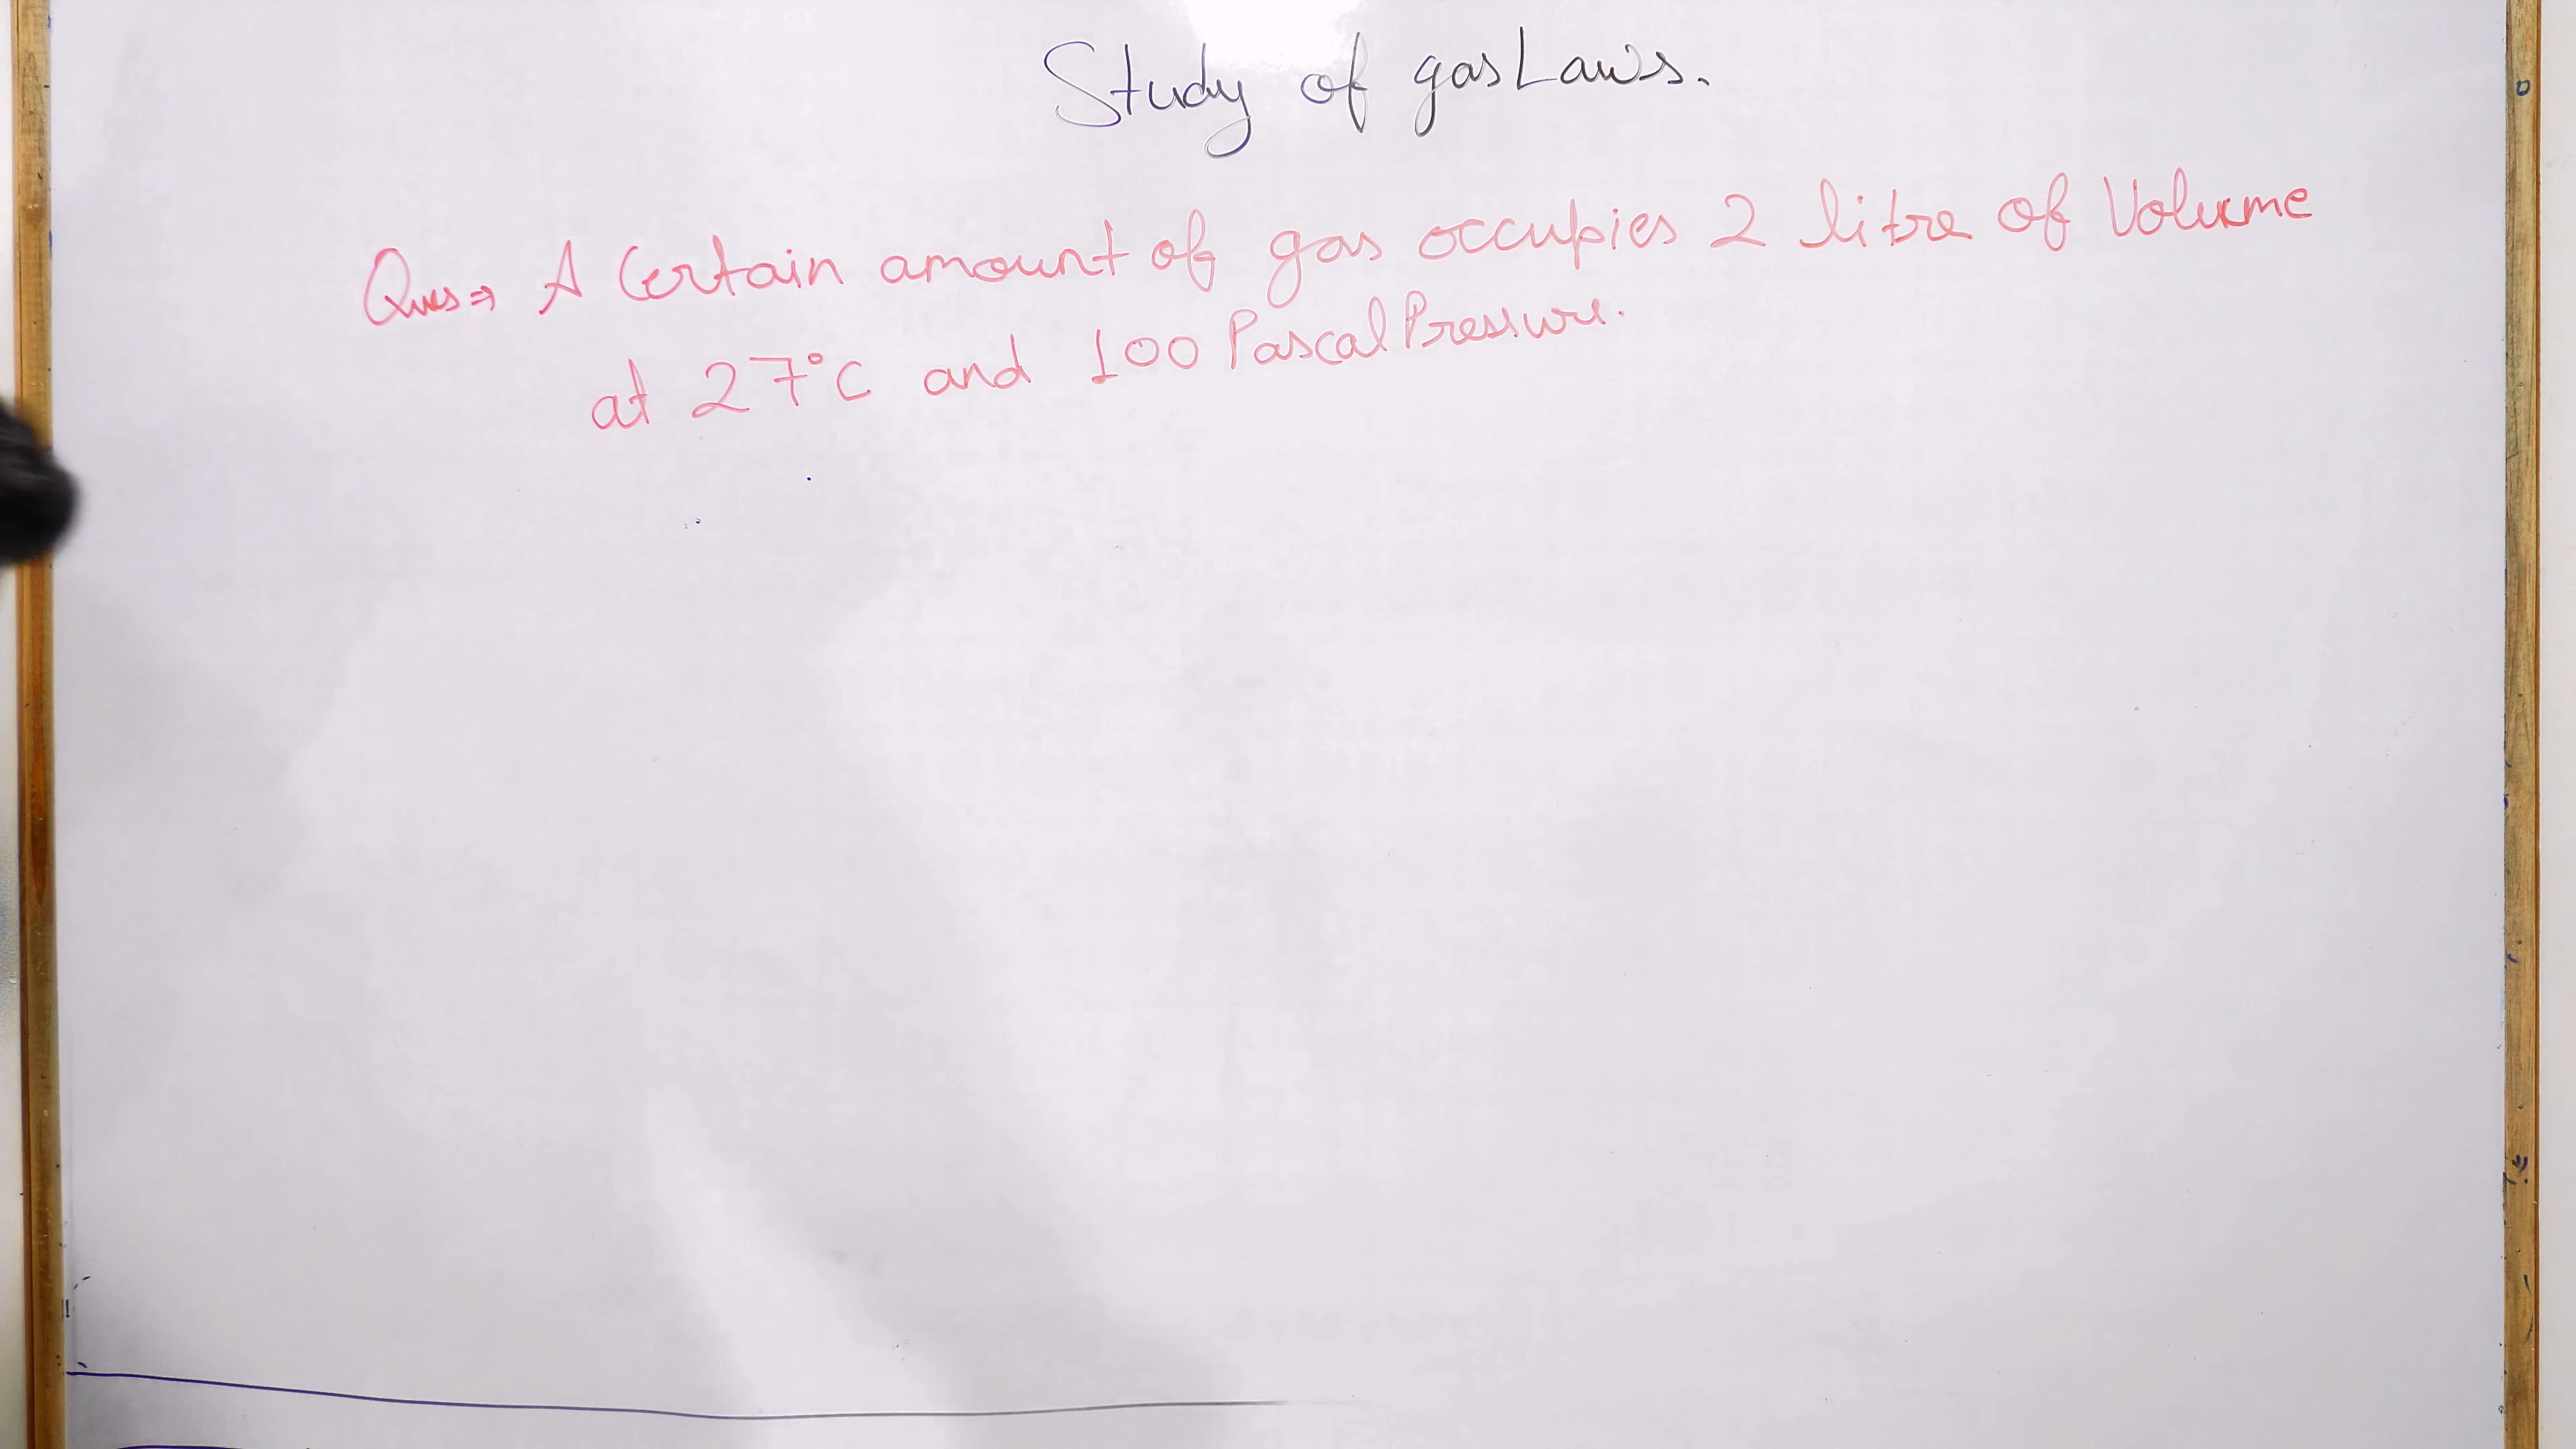 Study of gas Laws.
Ques⇒ A Certain amount of gas occupies 2 litre of Volume
at 27°C and 100 Pascal Pressure.